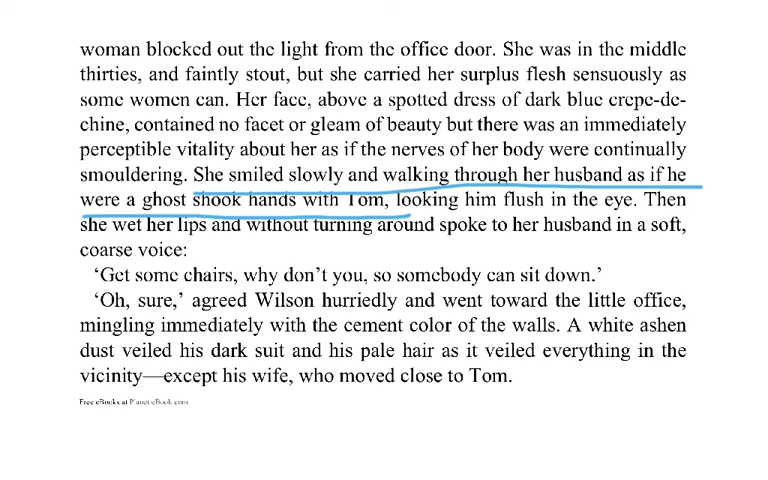 woman blocked out the light from the office door. She was in the middle
thirties, and faintly stout, but she carried her surplus flesh sensuously as
some women can. Her face, above a spotted dress of dark blue crepe-de-
chine, contained no facet or gleam of beauty but there was an immediately
perceptible vitality about her as if the nerves of her body were continually
smouldering. She smiled slowly and walking through her husband as if he
were a ghost shook hands with Tom, looking him flush in the eye. Then
she wet her lips and without turning around spoke to her husband in a soft,
coarse voice:
‘Get some chairs, why don’t you, so somebody can sit down.’
‘Oh, sure,’ agreed Wilson hurriedly and went toward the little office,
mingling immediately with the cement color of the walls. A white ashen
dust veiled his dark suit and his pale hair as it veiled everything in the
vicinity—except his wife, who moved close to Tom.
Free eBooks at Planet eBook.com